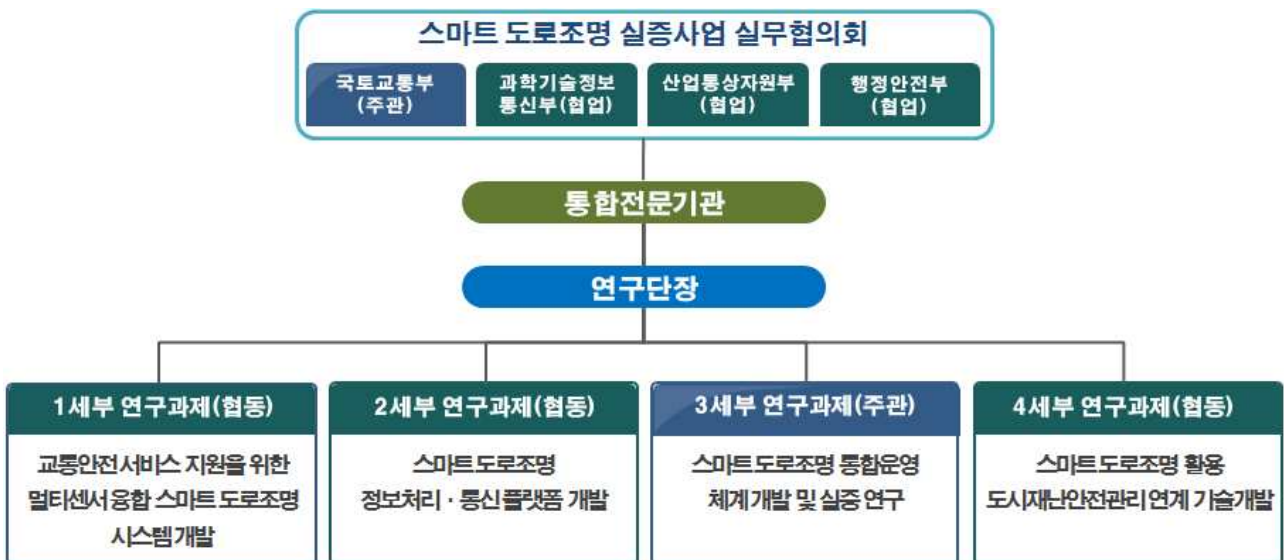 스마트 도로조명 실증사업 실무협의회
국토교통부
(주관)
과학기술정보
통신부(협업)
산업통상자원부
(협업)
행정안전부
(협업)
통합전문기관
연구단장
1세부 연구과제(협동)
교통안전서비스 지원을 위한
멀티센서 융합 스마트 도로조명
시스템 개발
2세부 연구과제(협동)
스마트 도로조명
정보처리·통신 플랫폼 개발
3세부 연구과제(주관)
스마트 도로조명 통합운영
체계 개발 및 실증 연구
4세부 연구과제(협동)
스마트 도로조명 활용
도시재난안전관리 연계 기술개발